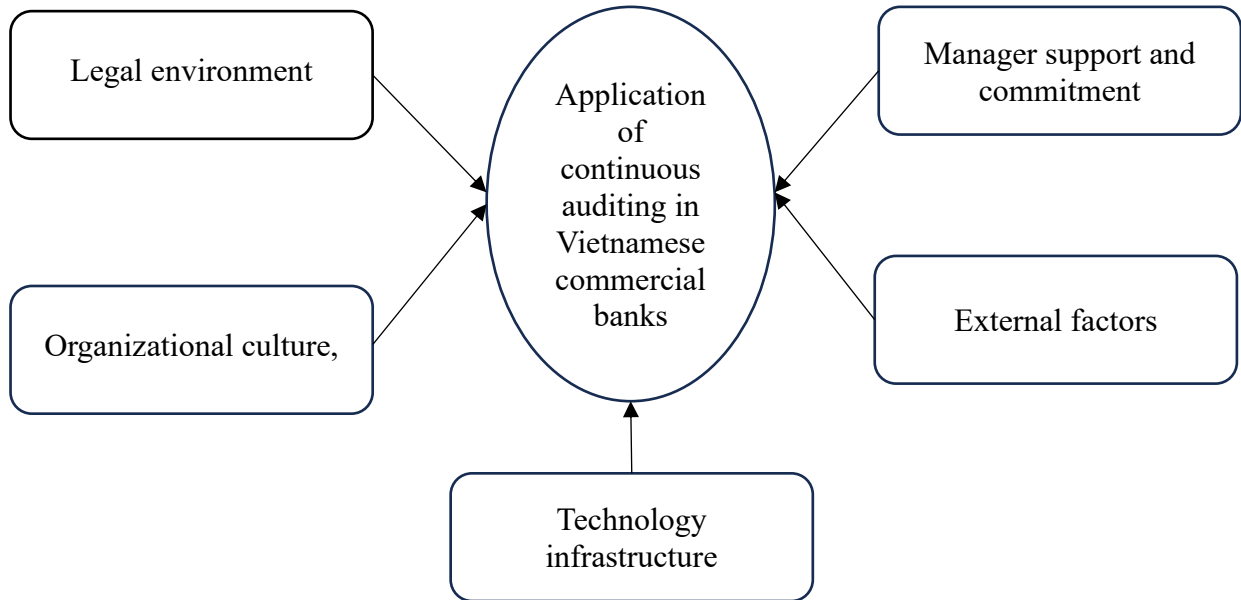 Legal environment
Application
of
continuous
auditing in
Vietnamese
commercial
banks
Manager support and
commitment
Organizational culture,
External factors
Technology
infrastructure